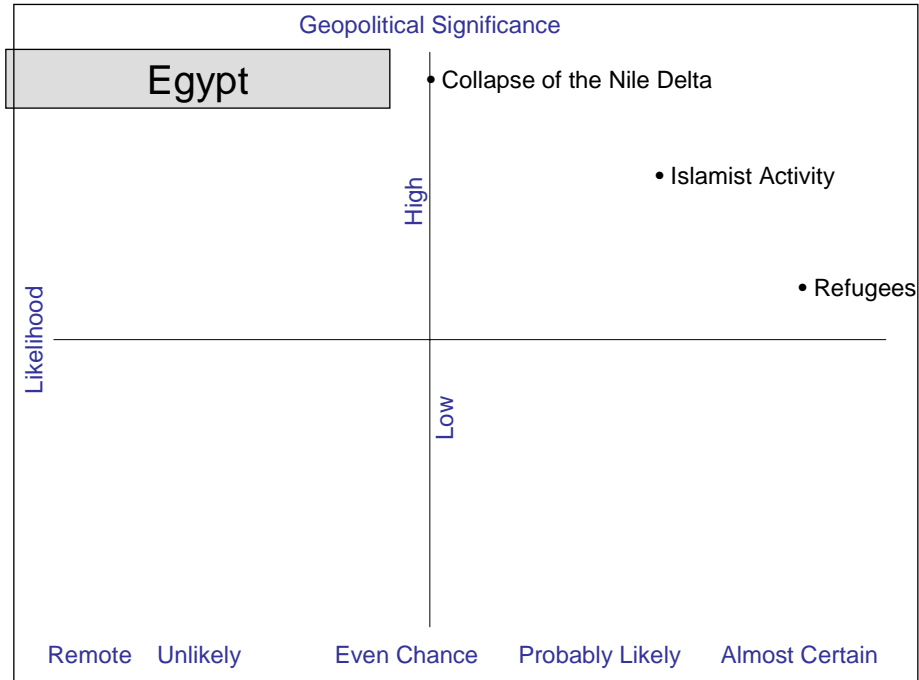 Geopolitical Significance
Egypt
• Collapse of the Nile Delta
• Islamist Activity
High
• Refugees
Likelihood
Low
Remote Unlikely Even Chance Probably Likely Almost Certain